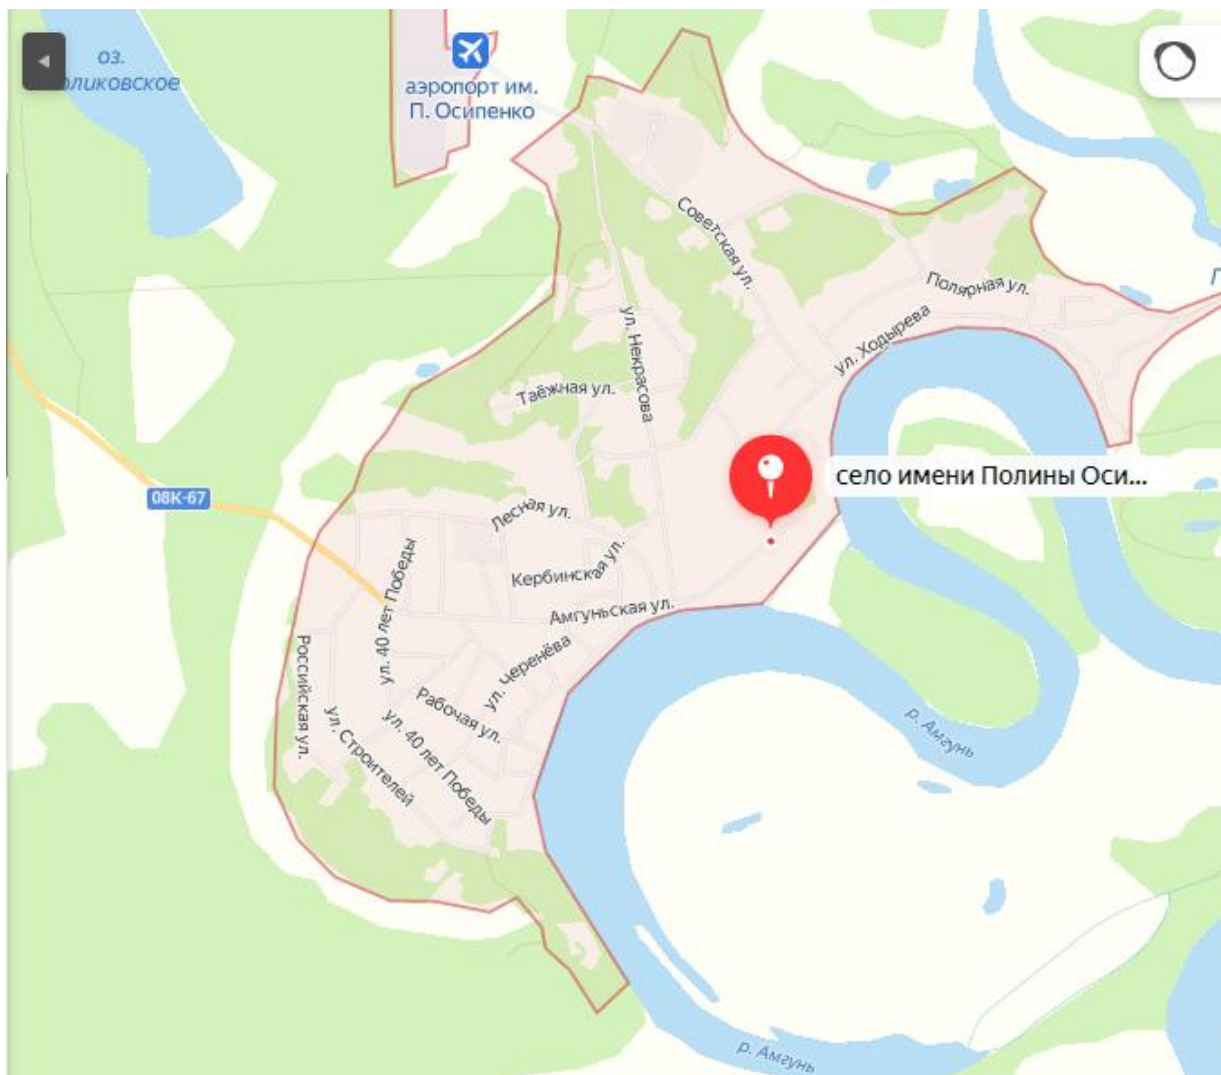 оз.
оликовское
аэропорт им.
П. Осипенко
Советская ул.
Полярная ул.
П
ул. Ходырева
ул. Некрасова
Таёжная ул.
село имени Полины Оси...
08К-67
Лесная ул.
ул. 40 лет Победы
Кербинская ул.
Амгуньская ул.
ул. Черенёва
Российская ул.
Рабочая ул.
ул. Строителей
ул. 40 лет Победы
р. Амгунь
р. Амгунь